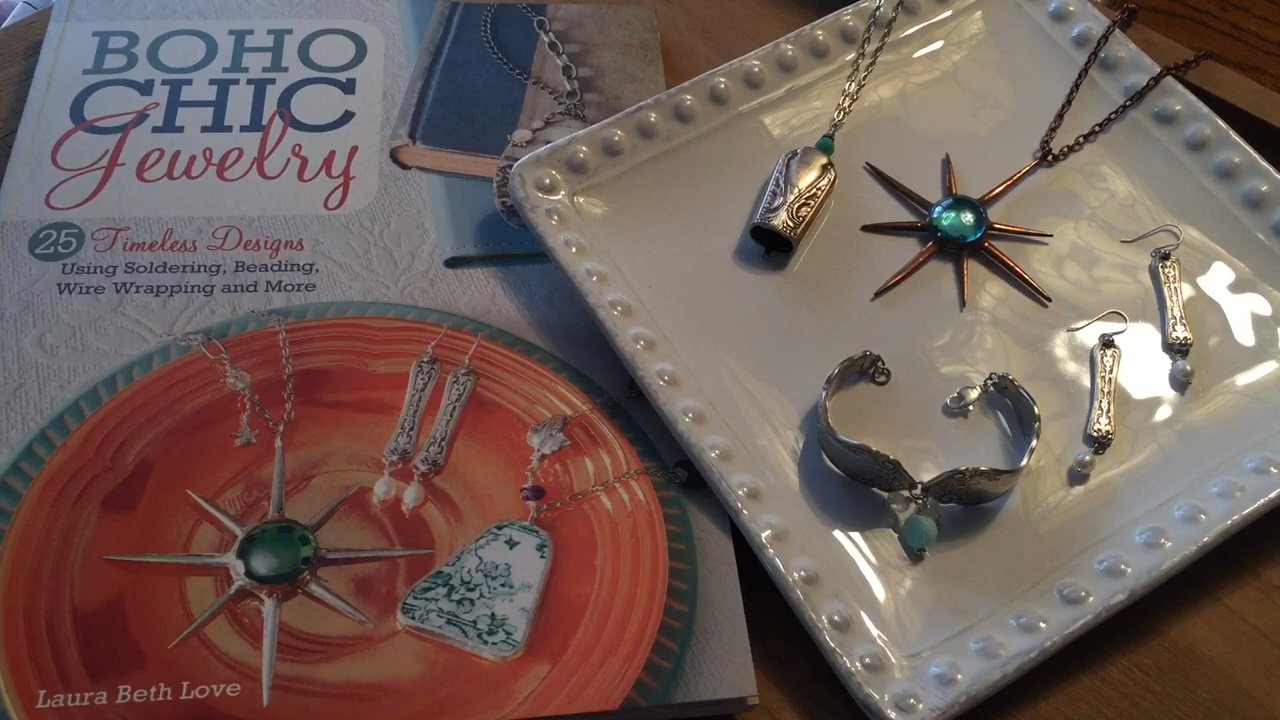 BOHO
CHIC
Jewelry
25 Timeless Designs
Using Soldering, Beading,
Wire Wrapping and More
Laura Beth Love